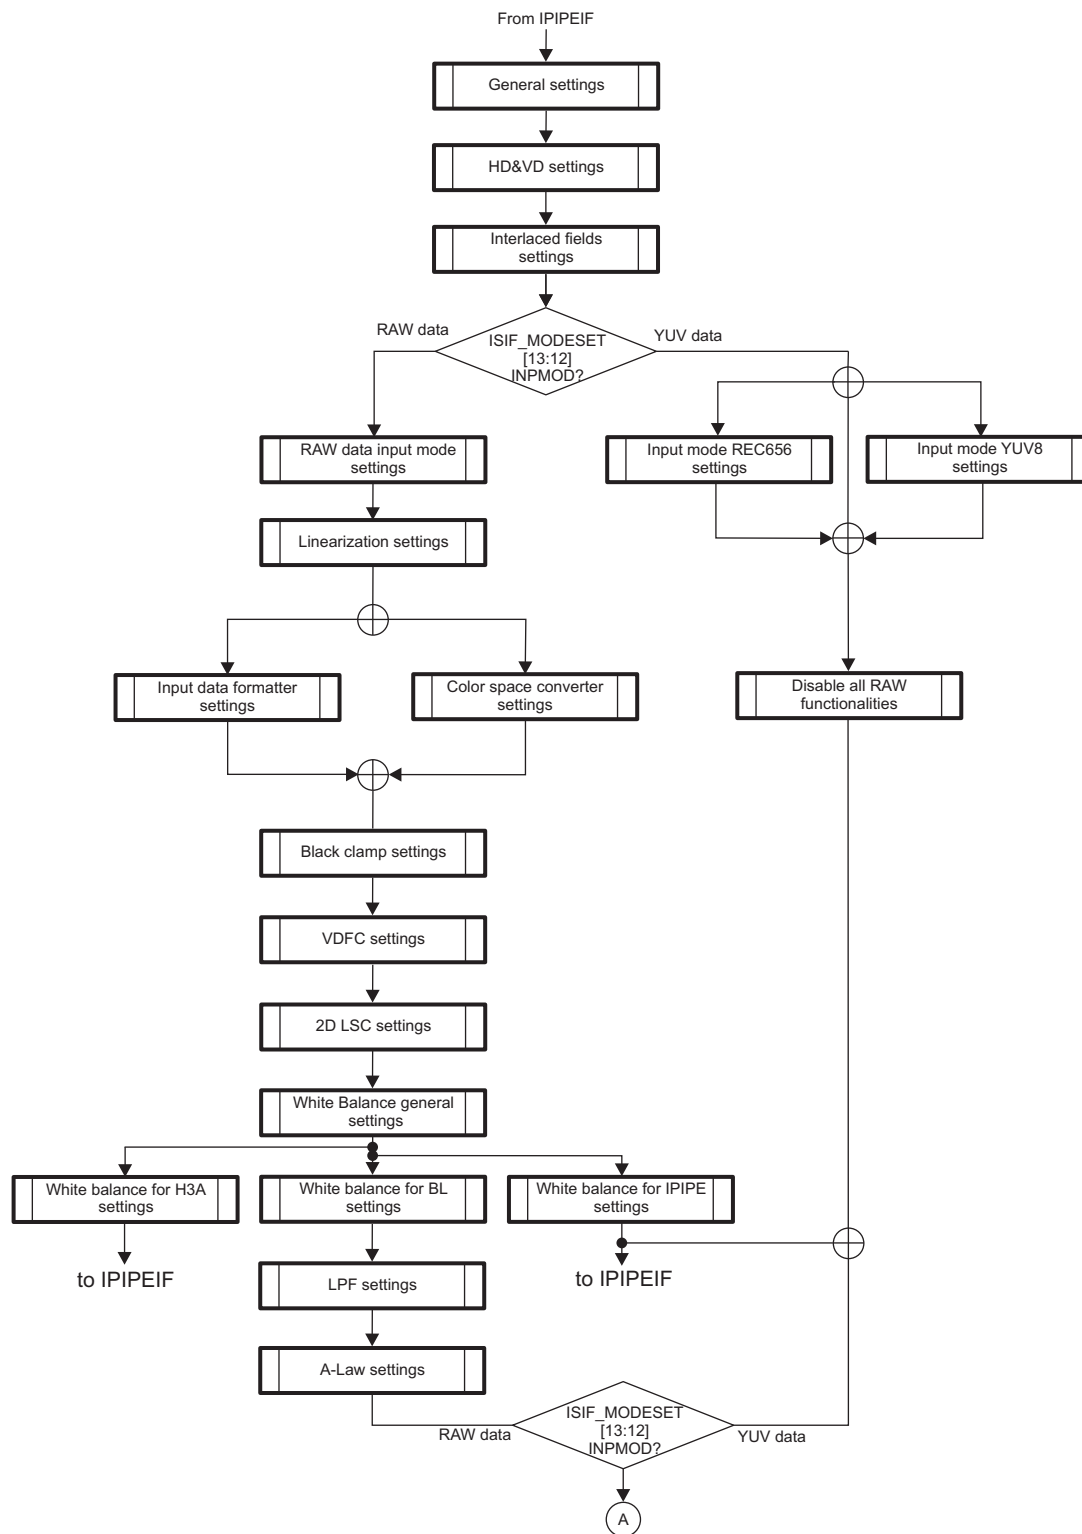 From IPIPEIF
General settings
HD&VD settings
Interlaced fields
settings
RAW data
YUV data
ISIF_MODESET
[13:12]
INPMOD?
RAW data input mode
settings
Input mode REC656
settings
Input mode YUV8
settings
Linearization settings
Input data formatter
settings
Color space converter
settings
Disable all RAW
functionalities
Black clamp settings
VDFC settings
2D LSC settings
White Balance general
settings
White balance for H3A
settings
White balance for BL
settings
White balance for IPIPE
settings
to IPIPEIF
to IPIPEIF
LPF settings
A-Law settings
ISIF_MODESET
[13:12]
INPMOD?
RAW data
YUV data
A